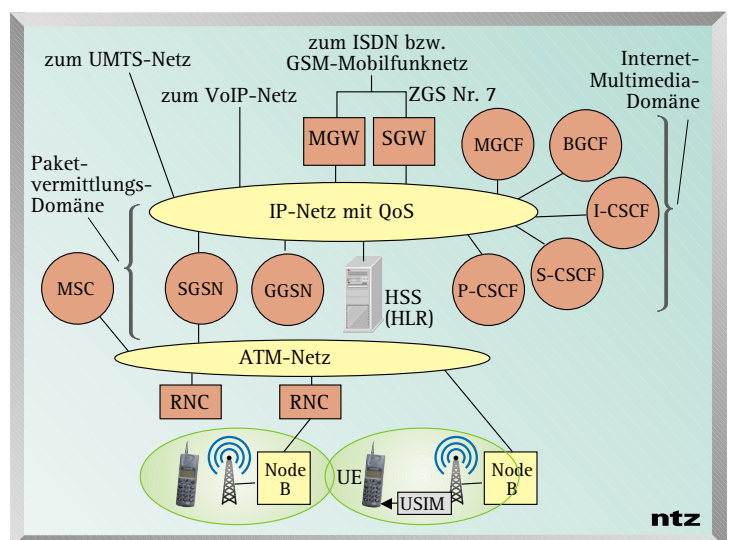 zum ISDN bzw.
GSM-Mobilfunknetz
zum UMTS-Netz
zum VoIP-Netz
ZGS Nr. 7
Internet-
Multimedia-
Domäne
MGW
SGW
MGCF
BGCF
Paket-
vermittlungs-
Domäne
IP-Netz mit QoS
I-CSCF
MSC
SGSN
GGSN
HSS
(HLR)
P-CSCF
S-CSCF
ATM-Netz
RNC
RNC
Node
B
UE
USIM
Node
B
ntz